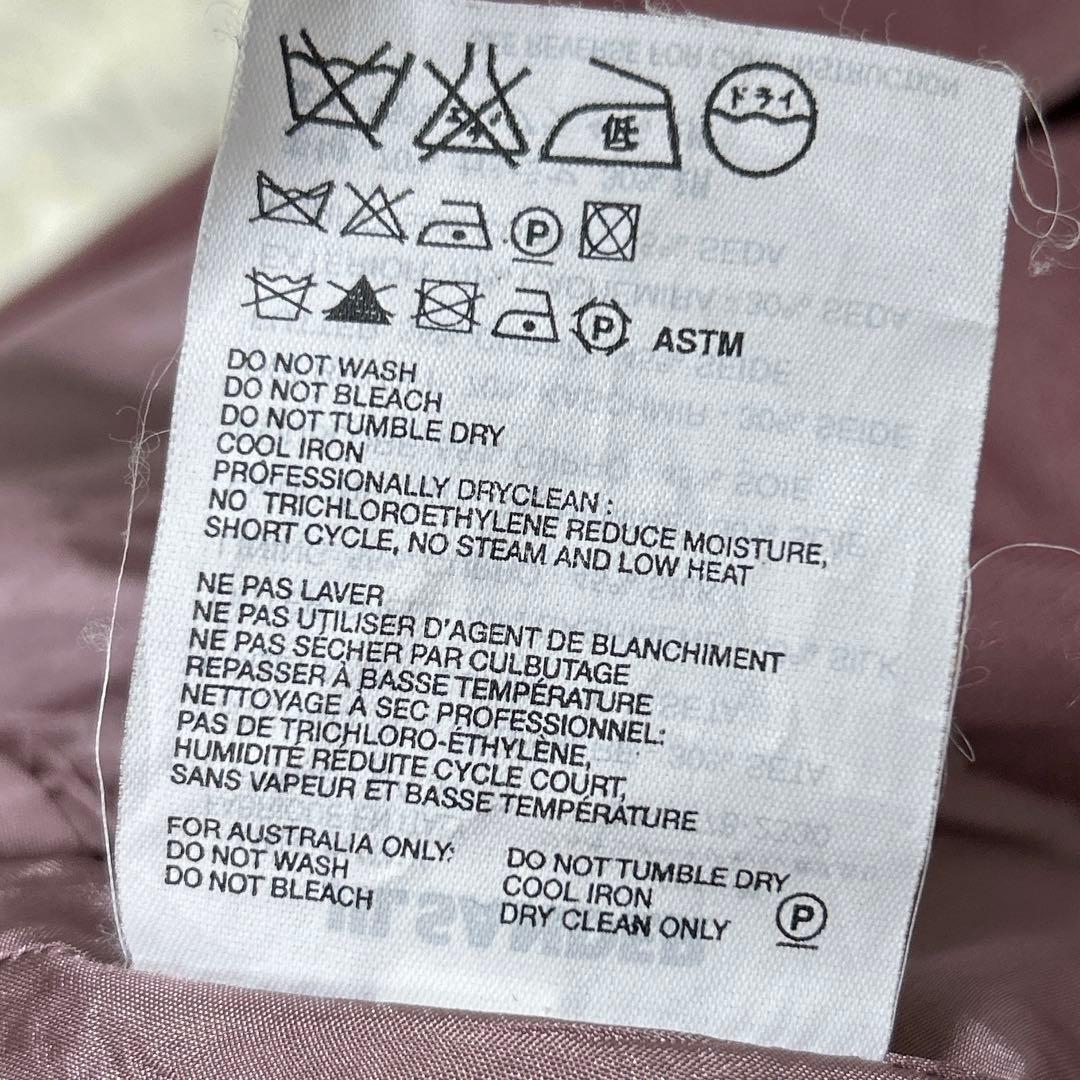 エンソ
低
ドライ
P
P ASTM
DO NOT WASH
DO NOT BLEACH
DO NOT TUMBLE DRY
COOL IRON
PROFESSIONALLY DRYCLEAN :
NO TRICHLOROETHYLENE REDUCE MOISTURE,
SHORT CYCLE, NO STEAM AND LOW HEAT
NE PAS LAVER
NE PAS UTILISER D'AGENT DE BLANCHIMENT
NE PAS SÉCHER PAR CULBUTAGE
REPASSER À BASSE TEMPÉRATURE
NETTOYAGE À SEC PROFESSIONNEL:
PAS DE TRICHLORO-ÉTHYLÈNE,
HUMIDITÉ RÉDUITE CYCLE COURT,
SANS VAPEUR ET BASSE TEMPÉRATURE
FOR AUSTRALIA ONLY:
DO NOT WASH
DO NOT BLEACH
DO NOT TUMBLE DRY
COOL IRON
DRY CLEAN ONLY
P